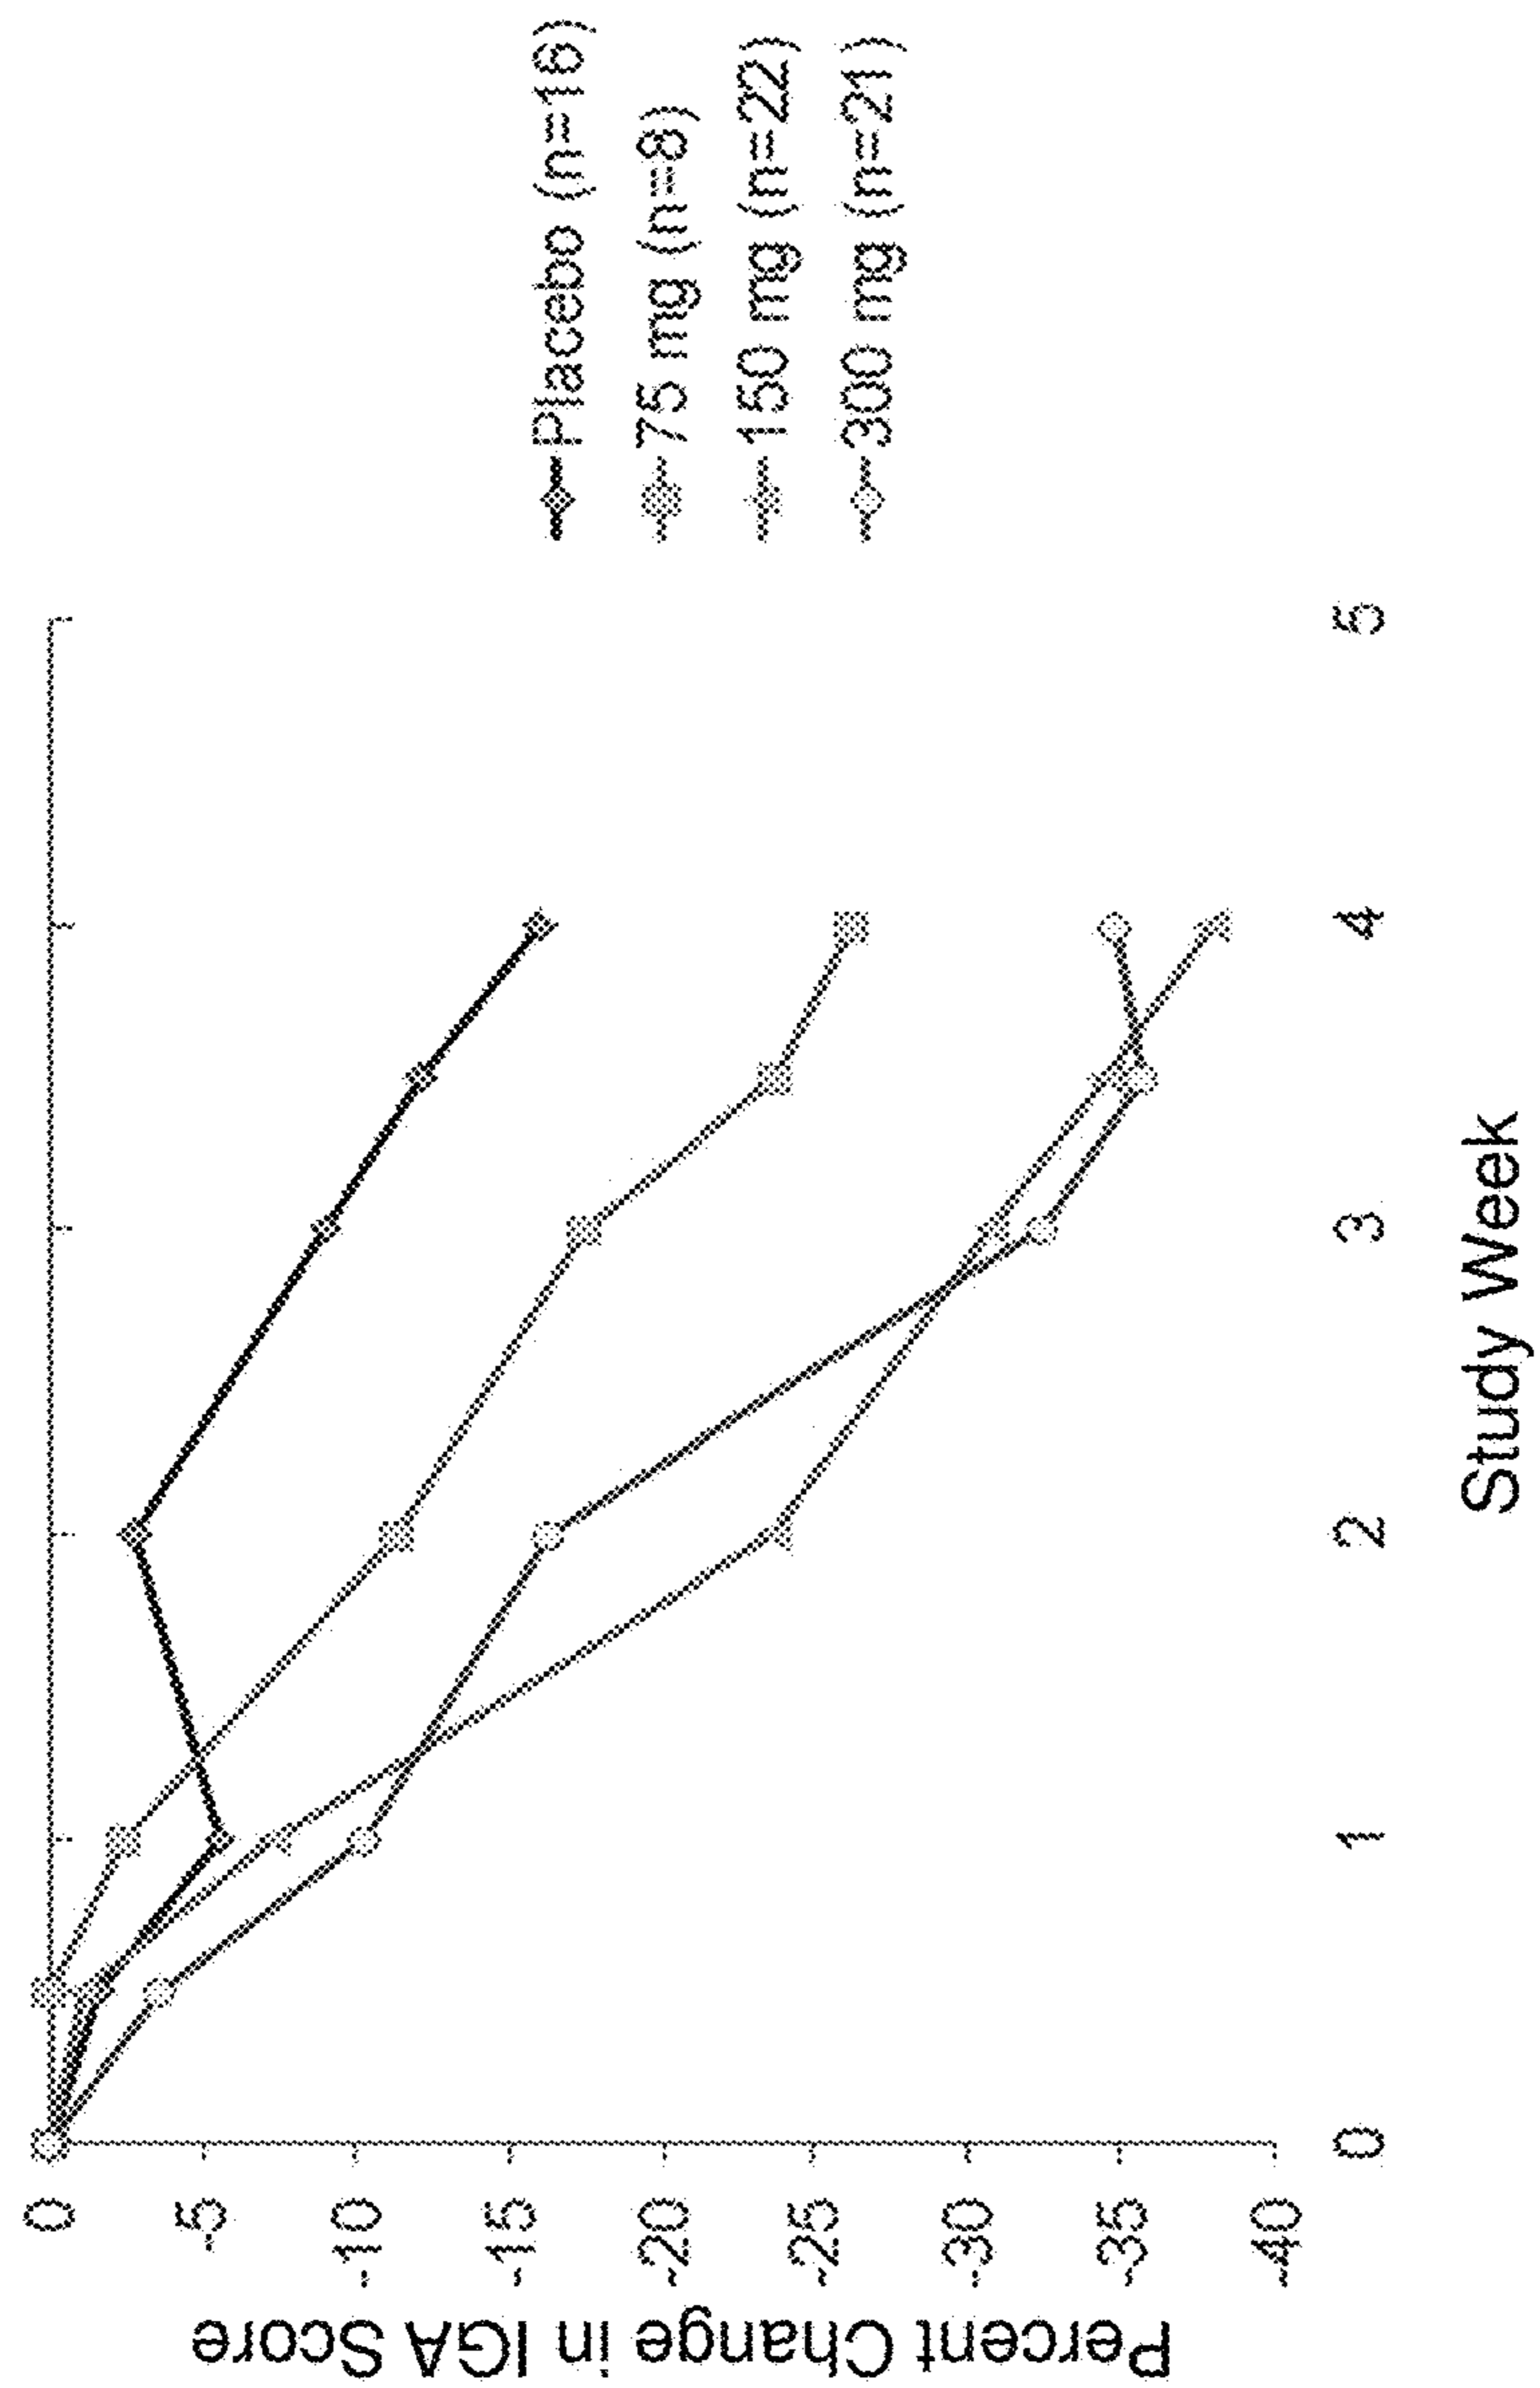 Percent Change in IGA Score
0
-5
-10
-15
-20
-25
-30
-35
-40
0
1
2
3
4
5
Study Week
Placebo (n=16)
75 mg (n=8)
150 mg (n=22)
300 mg (n=21)